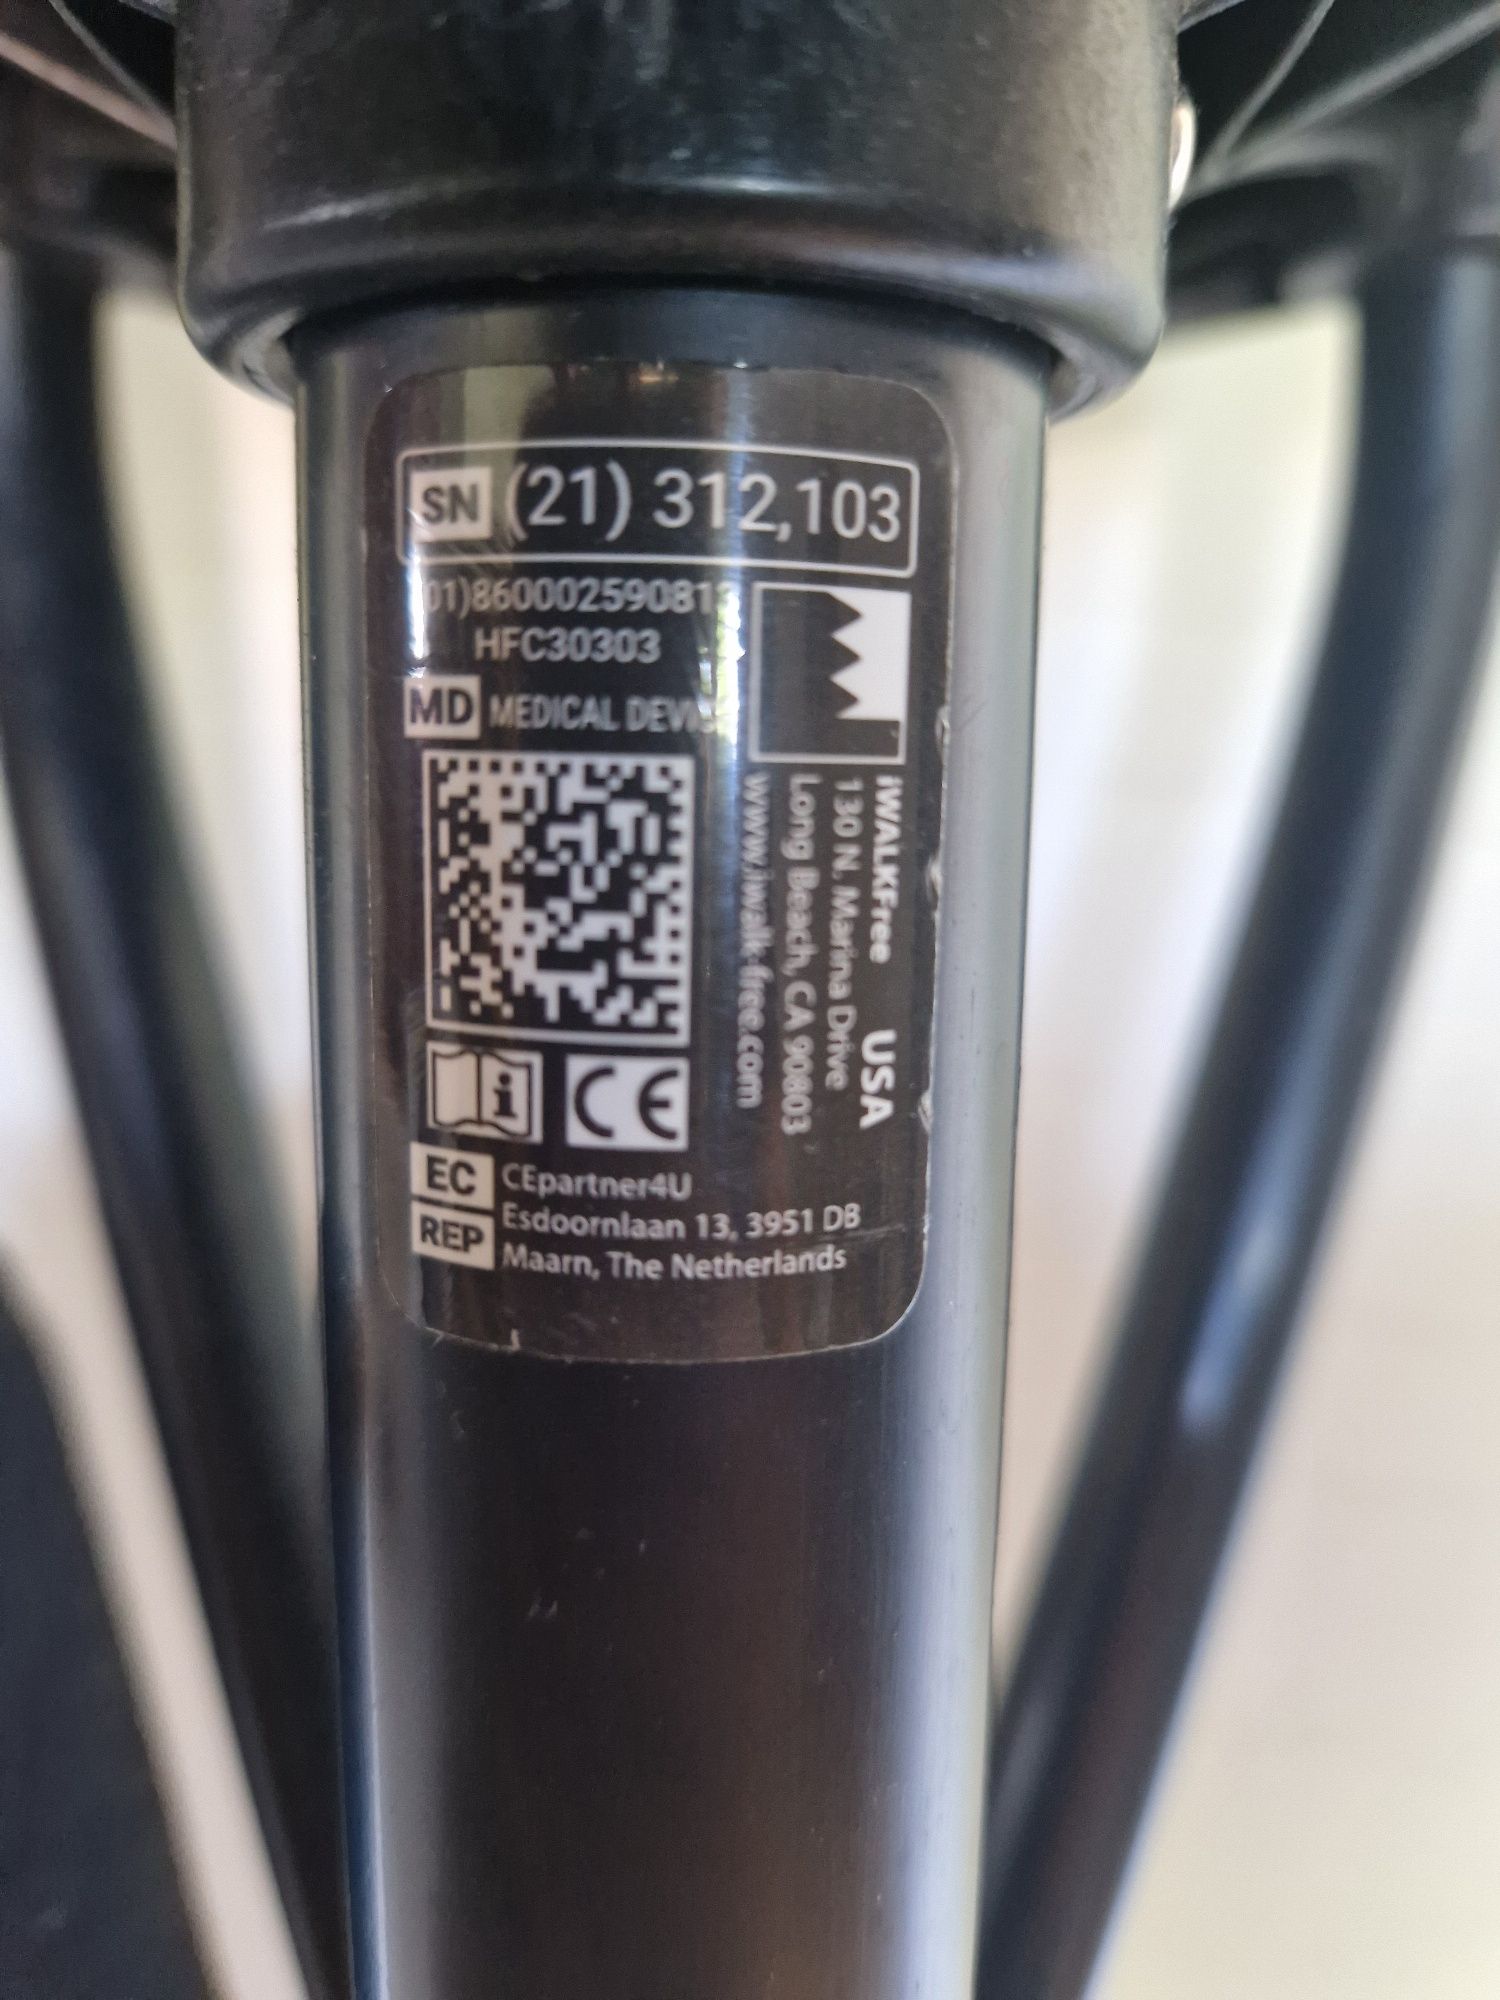 SN (21) 312,103
HFC30303
MD MEDICAL
iWALKFree USA
130 N. Marina Drive
Long Beach, CA 90803
www.iwalk-free.com
CE
EC REP
CEpartner4U
Esdoornlaan 13, 3951 DB
Maarn, The Netherlands